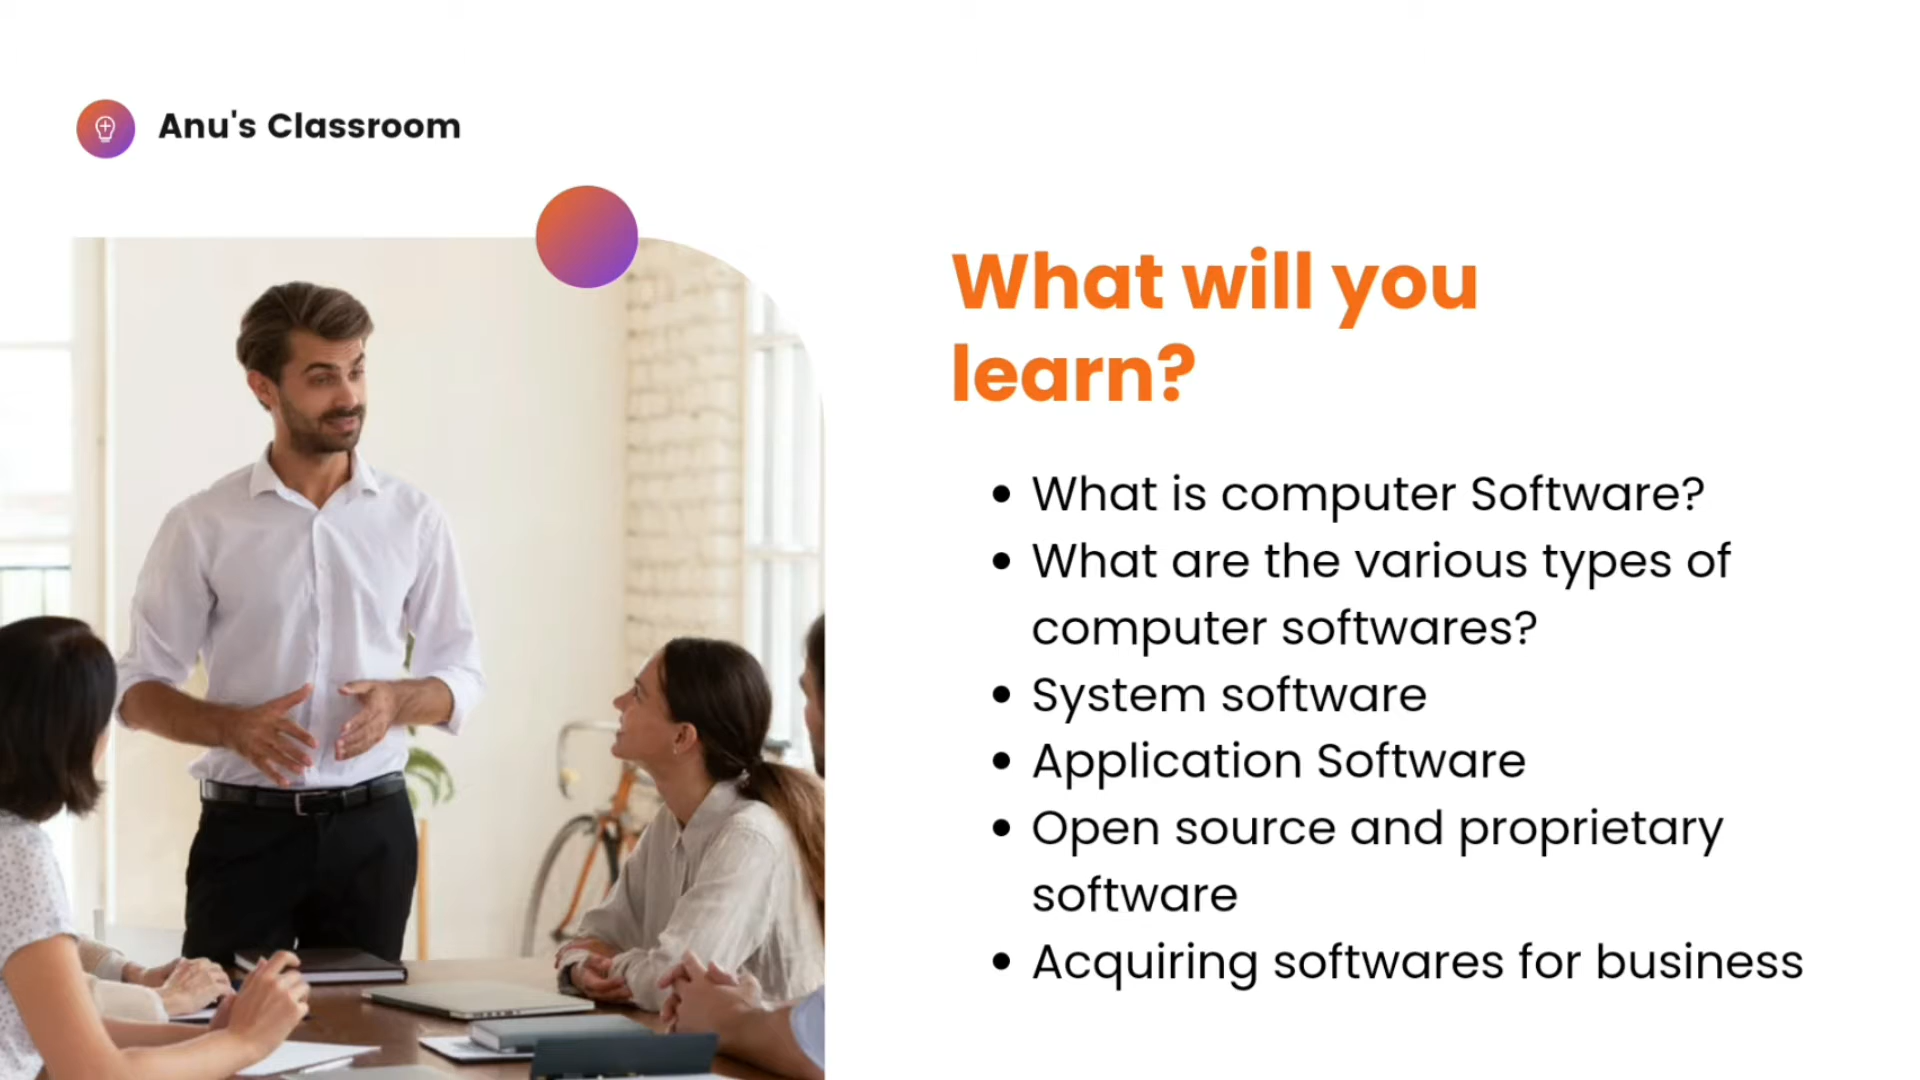 Anu's Classroom
What will you
learn?
• What is computer Software?
• What are the various types of
computer softwares?
• System software
• Application Software
• Open source and proprietary
software
• Acquiring softwares for business